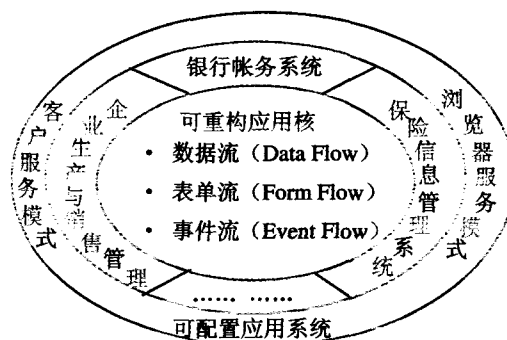 银行帐务系统
客户服务模式
企业生产与销售管理
可重构应用核
· 数据流（Data Flow）
· 表单流（Form Flow）
· 事件流（Event Flow）
保险信息管理系统
浏览器服务模式
…… ……
可配置应用系统